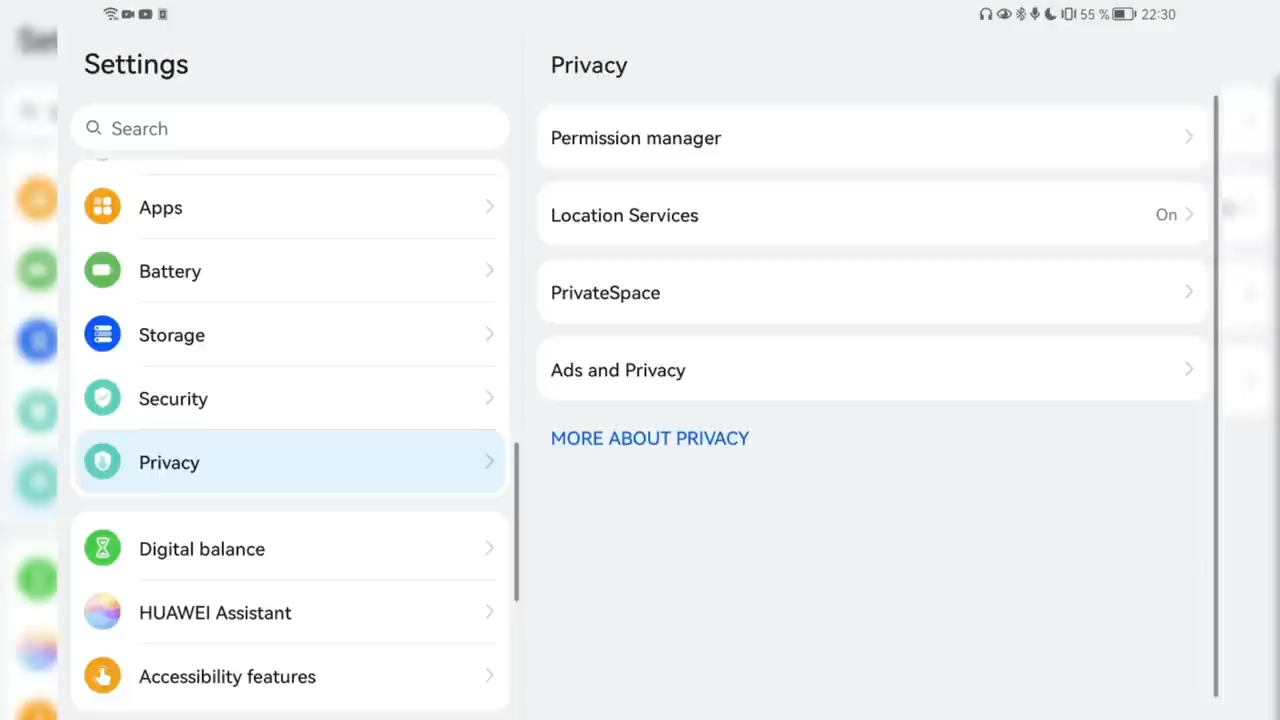 55 % 22:30
Settings
Search
Apps
Battery
Storage
Security
Privacy
Digital balance
HUAWEI Assistant
Accessibility features
Privacy
Permission manager
Location Services On
PrivateSpace
Ads and Privacy
MORE ABOUT PRIVACY